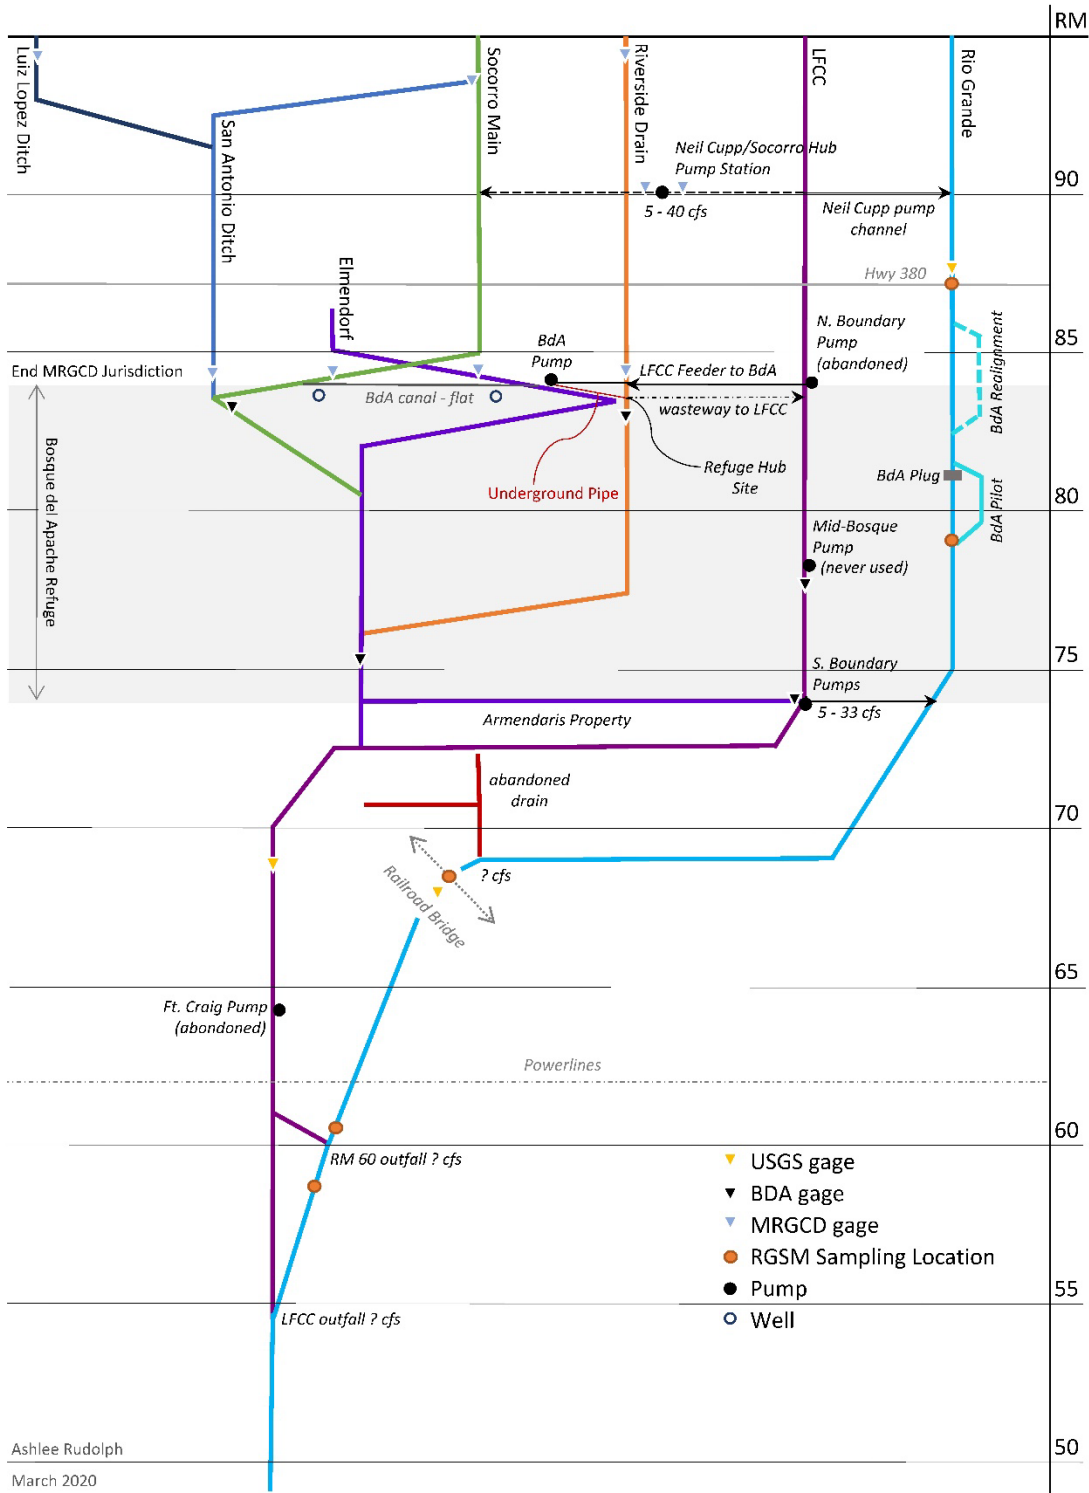 RM
Luiz Lopez Ditch
San Antonio Ditch
Socorro Main
Riverside Drain
LFCC
Rio Grande
Neil Cupp/Socorro Hub
Pump Station
90
5 - 40 cfs
Neil Cupp pump
channel
Elmendorf
Hwy 380
BdA
Pump
N. Boundary
Pump
(abandoned)
85
BdA Realignment
End MRGCD Jurisdiction
LFCC Feeder to BdA
BdA canal - flat
wasteway to LFCC
Bosque del Apache Refuge
Refuge Hub
Site
Underground Pipe
BdA Plug
BdA Pilot
80
Mid-Bosque
Pump
(never used)
75
S. Boundary
Pumps
5 - 33 cfs
Armendaris Property
abandoned
drain
70
? cfs
Railroad Bridge
65
Ft. Craig Pump
(abondoned)
Powerlines
60
RM 60 outfall ? cfs
USGS gage
BDA gage
MRGCD gage
RGSM Sampling Location
Pump
Well
55
LFCC outfall ? cfs
50
Ashlee Rudolph
March 2020